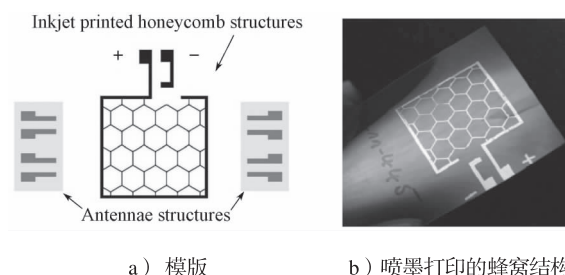 Inkjet printed honeycomb structures
+ −
Antennae structures
+
a） 模版
b）喷墨打印的蜂窝结构